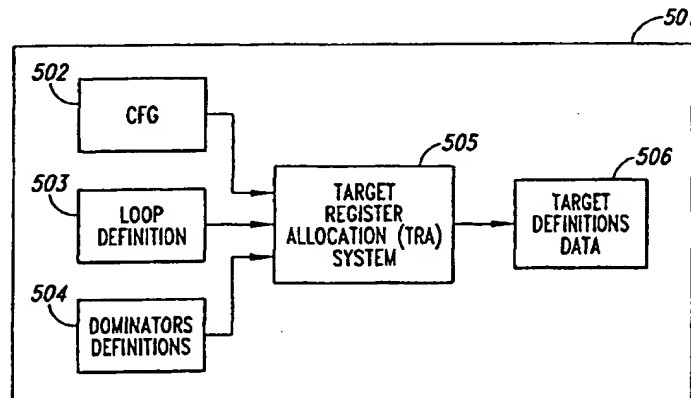 501
502
CFG
503
LOOP
DEFINITION
504
DOMINATORS
DEFINITIONS
505
TARGET
REGISTER
ALLOCATION (TRA)
SYSTEM
506
TARGET
DEFINITIONS
DATA